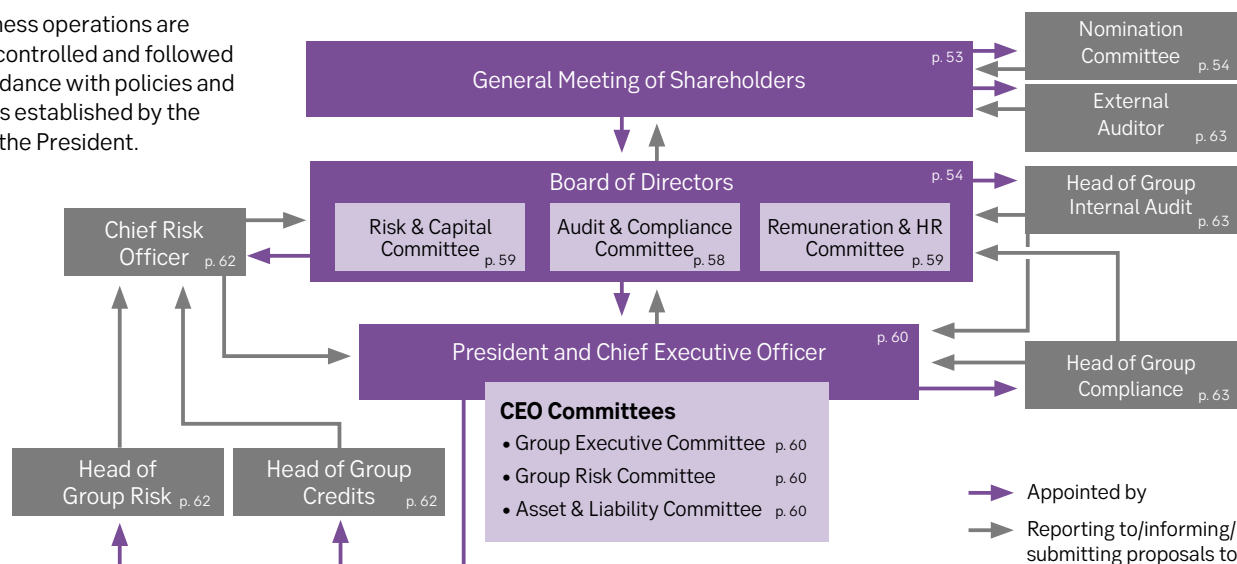 ness operations are
controlled and followed
dance with policies and
s established by the
the President.
General Meeting of Shareholders
p. 53
Nomination
Committee p. 54
External
Auditor p. 63
Board of Directors
p. 54
Risk & Capital
Committee
p. 59
Audit & Compliance
Committee
p. 58
Remuneration & HR
Committee
p. 59
Head of Group
Internal Audit
p. 63
Chief Risk
Officer p. 62
President and Chief Executive Officer
p. 60
Head of Group
Compliance p. 63
CEO Committees
• Group Executive Committee p. 60
• Group Risk Committee p. 60
• Asset & Liability Committee p. 60
Head of
Group Risk p. 62
Head of Group
Credits p. 62
Appointed by
Reporting to/informing/
submitting proposals to